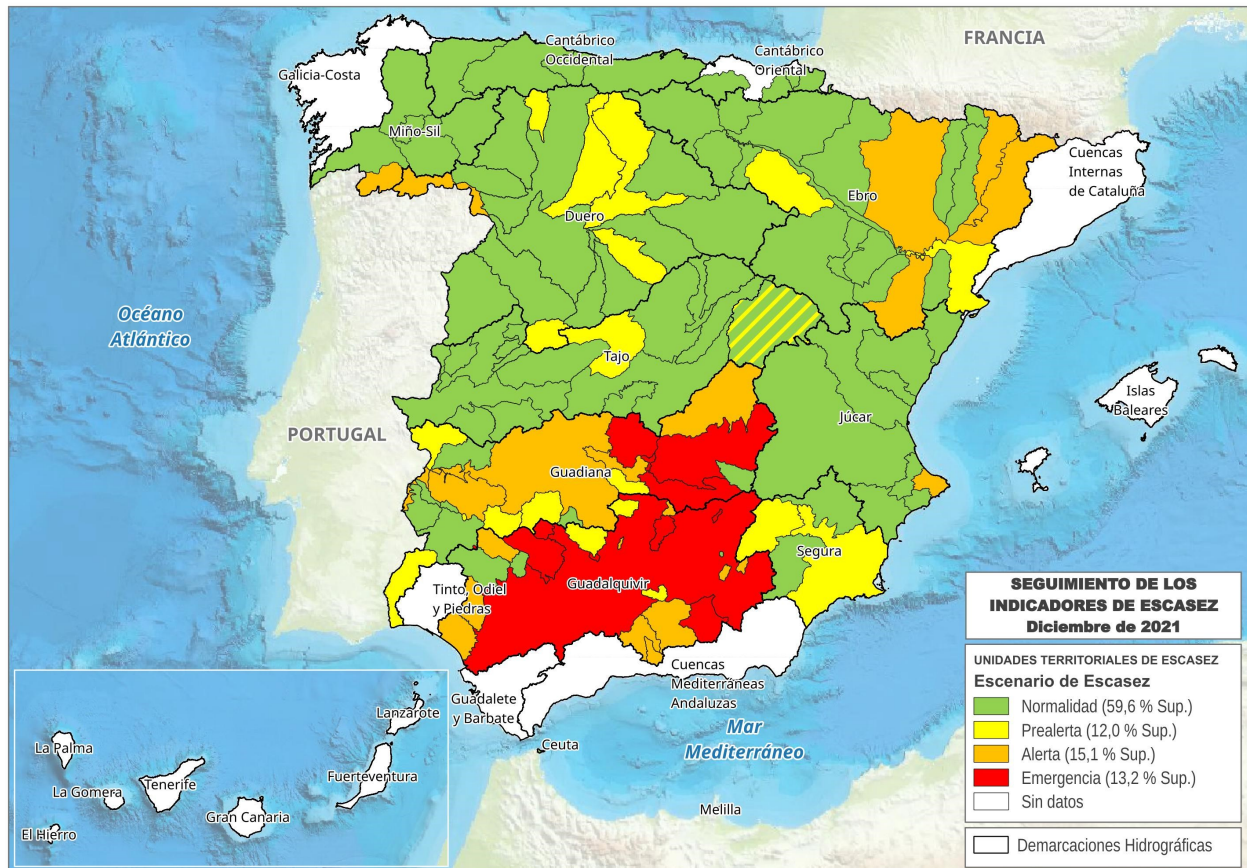 FRANCIA
Cantábrico
Occidental
Cantábrico
Oriental
Galicia-Costa
Miño-Sil
Cuencas
Internas
de Cataluña
Ebro
Duero
Océano
Atlántico
Tajo
Islas
Baleares
Júcar
PORTUGAL
Guadiana
Segura
Guadalquivir
Tinto, Odiel
y Piedras
Cuencas
Mediterráneas
Andaluzas
Guadalete
y Barbate
Mar
Mediterráneo
Ceuta
Melilla
Lanzarote
La Palma
Fuerteventura
Tenerife
La Gomera
Gran Canaria
El Hierro
SEGUIMIENTO DE LOS
INDICADORES DE ESCASEZ
Diciembre de 2021
UNIDADES TERRITORIALES DE ESCASEZ
Escenario de Escasez
Normalidad (59,6 % Sup.)
Prealerta (12,0 % Sup.)
Alerta (15,1 % Sup.)
Emergencia (13,2 % Sup.)
Sin datos
Demarcaciones Hidrográficas